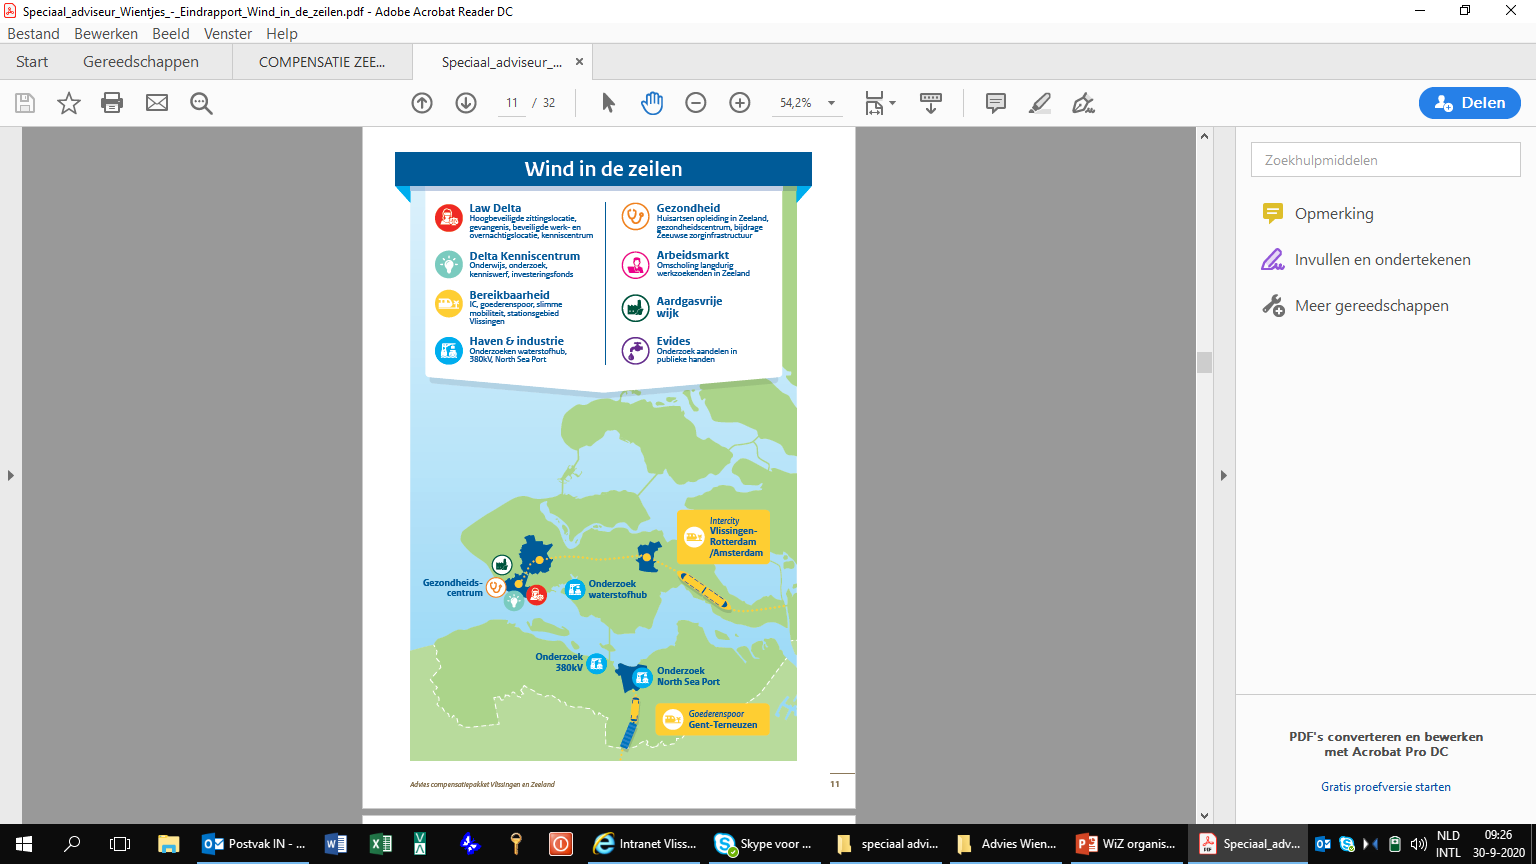 Speciaal_adviseur_Wientjes_-_Eindrapport_Wind_in_de_zeilen.pdf - Adobe Acrobat Reader DC
Bestand Bewerken Beeld Venster Help
Start Gereedschappen COMPENSATIE ZEE... Speciaal_adviseur_...
11 / 32 54,2% Delen
Wind in de zeilen
Law Delta
Hoogbeveiligde zittingslocatie,
gevangenis, beveiligde werk- en
overnachtigslocatie, kenniscentrum
Delta Kenniscentrum
Onderwijs, onderzoek,
kenniswerf, investeringsfonds
Bereikbaarheid
IC, goederenspoor, slimme
mobiliteit, stationsgebied
Vlissingen
Haven & industrie
Onderzoeken waterstofhub,
380kV, North Sea Port
Gezondheid
Huisartsen opleiding in Zeeland,
gezondheidscentrum, bijdrage
Zeeuwse zorginfrastructuur
Arbeidsmarkt
Omscholing langdurig
werkzoekenden in Zeeland
Aardgasvrije
wijk
Evides
Onderzoek aandelen in
publieke handen
Intercity
Vlissingen-
Rotterdam
/Amsterdam
Gezondheids-
centrum
Onderzoek
waterstofhub
Onderzoek
380kV
Onderzoek
North Sea Port
Goederenspoor
Gent-Terneuzen
Advies compensatiepakket Vlissingen en Zeeland
11
Zoekhulpmiddelen
Opmerking
Invullen en ondertekenen
Meer gereedschappen
PDF's converteren en bewerken
met Acrobat Pro DC
Gratis proefversie starten
Postvak IN - ... Intranet Vliss... Skype voor ... speciaal advi... Advies Wien... WiZ organis... Speciaal_adv...
NLD
INTL
09:26
30-9-2020